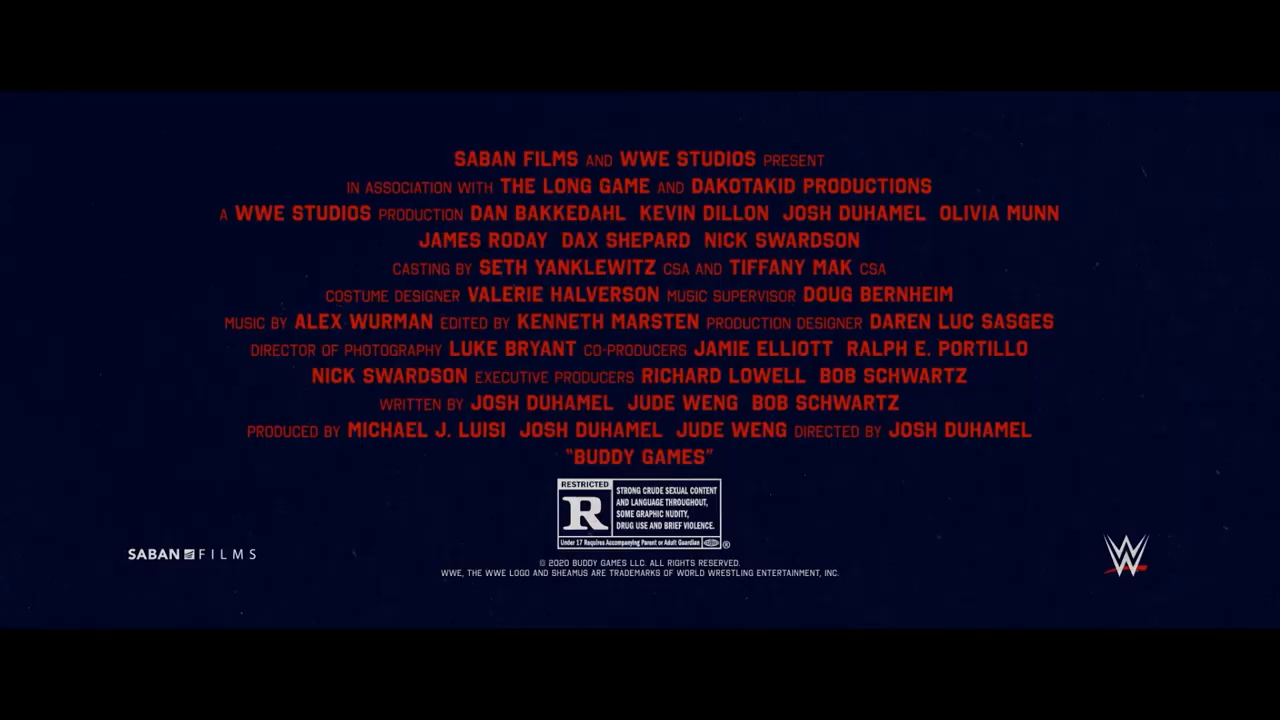 SABAN FILMS AND WWE STUDIOS PRESENT
IN ASSOCIATION WITH THE LONG GAME AND DAKOTAKID PRODUCTIONS
A WWE STUDIOS PRODUCTION DAN BAKKEDAHL KEVIN DILLON JOSH DUHAMEL OLIVIA MUNN
JAMES RODAY DAX SHEPARD NICK SWARDSON
CASTING BY SETH YANKLEWITZ CSA AND TIFFANY MAK CSA
COSTUME DESIGNER VALERIE HALVERSON MUSIC SUPERVISOR DOUG BERNHEIM
MUSIC BY ALEX WURMAN EDITED BY KENNETH MARSTEN PRODUCTION DESIGNER DAREN LUC SASGES
DIRECTOR OF PHOTOGRAPHY LUKE BRYANT CO-PRODUCERS JAMIE ELLIOTT RALPH E. PORTILLO
NICK SWARDSON EXECUTIVE PRODUCERS RICHARD LOWELL BOB SCHWARTZ
WRITTEN BY JOSH DUHAMEL JUDE WENG BOB SCHWARTZ
PRODUCED BY MICHAEL J. LUISI JOSH DUHAMEL JUDE WENG DIRECTED BY JOSH DUHAMEL
"BUDDY GAMES"
RESTRICTED
R
STRONG CRUDE SEXUAL CONTENT
AND LANGUAGE THROUGHOUT,
SOME GRAPHIC NUDITY,
DRUG USE AND BRIEF VIOLENCE.
Under 17 Requires Accompanying Parent or Adult Guardian ®
SABAN FILMS
W
© 2020 BUDDY GAMES LLC. ALL RIGHTS RESERVED.
WWE, THE WWE LOGO AND SHEAMUS ARE TRADEMARKS OF WORLD WRESTLING ENTERTAINMENT, INC.